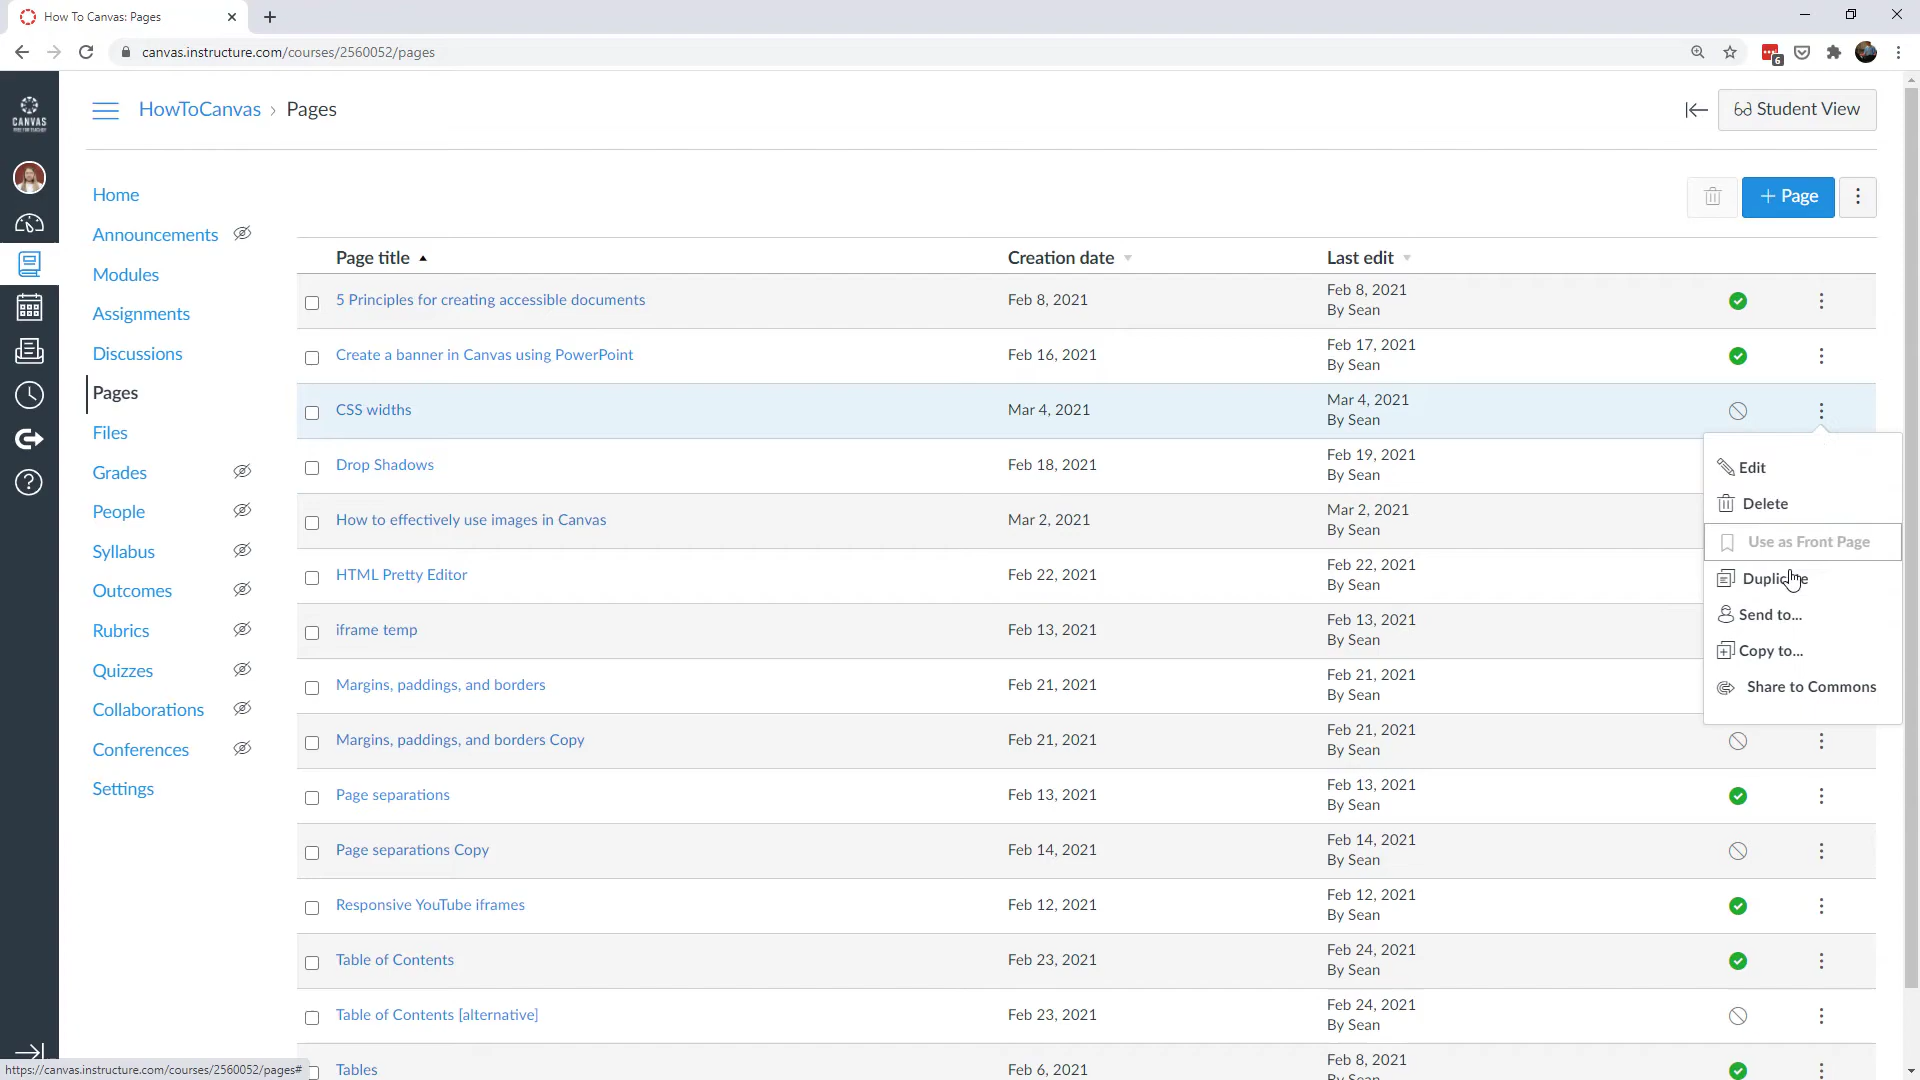 How To Canvas: Pages
canvas.instructure.com/courses/2560052/pages
6
CANVAS
FREE FOR TEACHER
HowToCanvas › Pages
Student View
Home
Announcements
Modules
Assignments
Discussions
Pages
Files
Grades
People
Syllabus
Outcomes
Rubrics
Quizzes
Collaborations
Conferences
Settings
+ Page
Page title Creation date Last edit
5 Principles for creating accessible documents Feb 8, 2021 Feb 8, 2021
By Sean
Create a banner in Canvas using PowerPoint Feb 16, 2021 Feb 17, 2021
By Sean
CSS widths Mar 4, 2021 Mar 4, 2021
By Sean
Drop Shadows Feb 18, 2021 Feb 19, 2021
By Sean
How to effectively use images in Canvas Mar 2, 2021 Mar 2, 2021
By Sean
HTML Pretty Editor Feb 22, 2021 Feb 22, 2021
By Sean
iframe temp Feb 13, 2021 Feb 13, 2021
By Sean
Margins, paddings, and borders Feb 21, 2021 Feb 21, 2021
By Sean
Margins, paddings, and borders Copy Feb 21, 2021 Feb 21, 2021
By Sean
Page separations Feb 13, 2021 Feb 13, 2021
By Sean
Page separations Copy Feb 14, 2021 Feb 14, 2021
By Sean
Responsive YouTube iframes Feb 12, 2021 Feb 12, 2021
By Sean
Table of Contents Feb 23, 2021 Feb 24, 2021
By Sean
Table of Contents [alternative] Feb 23, 2021 Feb 24, 2021
By Sean
Tables Feb 6, 2021 Feb 8, 2021
By Sean
Edit
Delete
Use as Front Page
Duplicate
Send to...
Copy to...
Share to Commons
https://canvas.instructure.com/courses/2560052/pages#